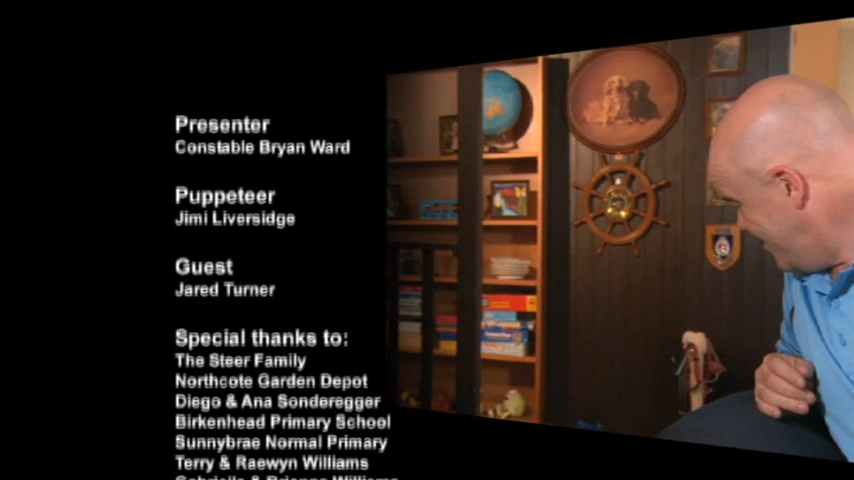 Presenter
Constable Bryan Ward
Puppeteer
Jimi Liversidge
Guest
Jared Turner
Special thanks to:
The Steer Family
Northcote Garden Depot
Diego & Ana Sonderegger
Birkenhead Primary School
Sunnybrae Normal Primary
Terry & Raewyn Williams